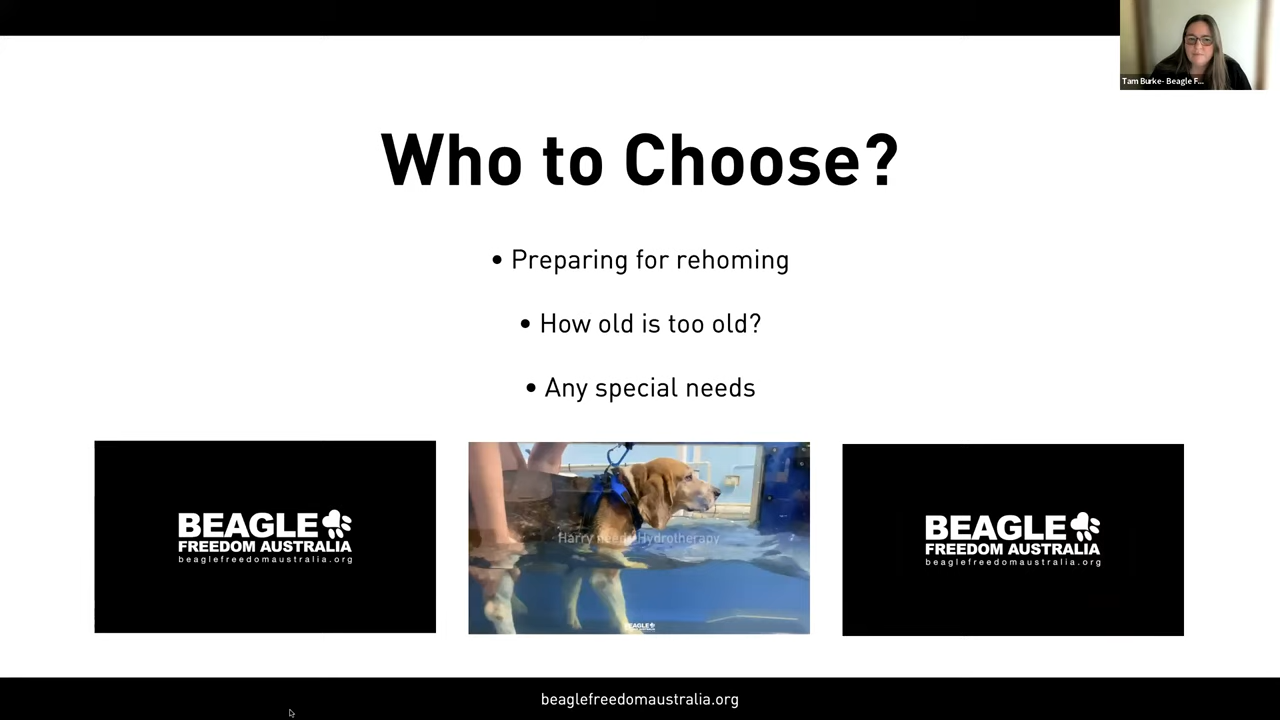 Tam Burke- Beagle F...
Who to Choose?
• Preparing for rehoming
• How old is too old?
• Any special needs
BEAGLE
FREEDOM AUSTRALIA
beaglefreedomaustralia.org
Harry needs Hydrotherapy
BEAGLE
BEAGLE
FREEDOM AUSTRALIA
beaglefreedomaustralia.org
beaglefreedomaustralia.org